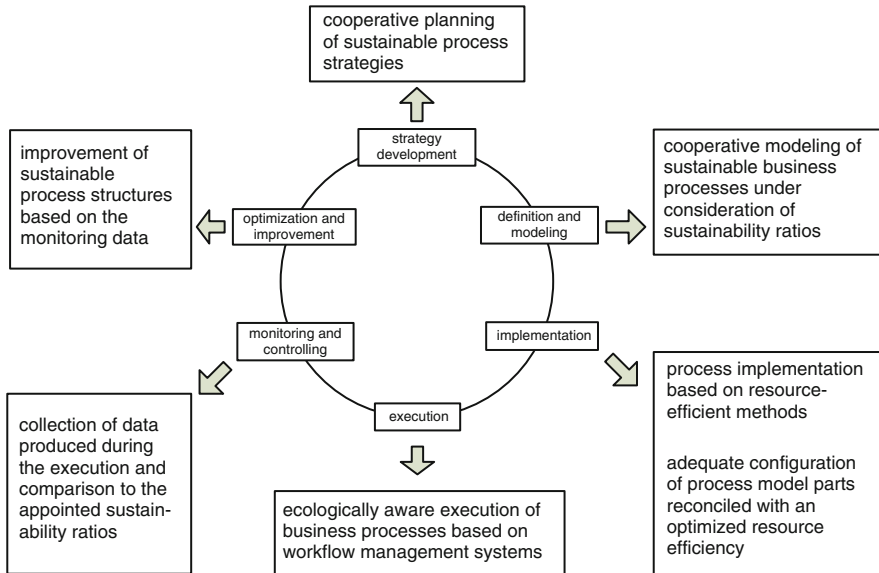 cooperative planning
of sustainable process
strategies
strategy
development
improvement of
sustainable
process structures
based on the
monitoring data
optimization and
improvement
definition and
modeling
cooperative modeling of
sustainable business
processes under
consideration of
sustainability ratios
monitoring and
controlling
implementation
execution
collection of data
produced during
the execution and
comparison to the
appointed sustain-
ability ratios
ecologically aware execution of
business processes based on
workflow management systems
process implementation
based on resource-
efficient methods
adequate configuration
of process model parts
reconciled with an
optimized resource
efficiency